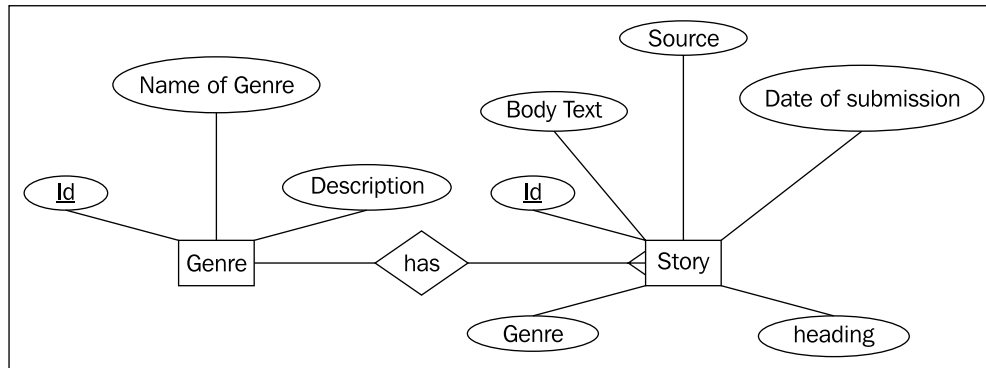 Source
Name of Genre
Date of submission
Body Text
Id
Description
Id
Genre
has
Story
Genre
heading